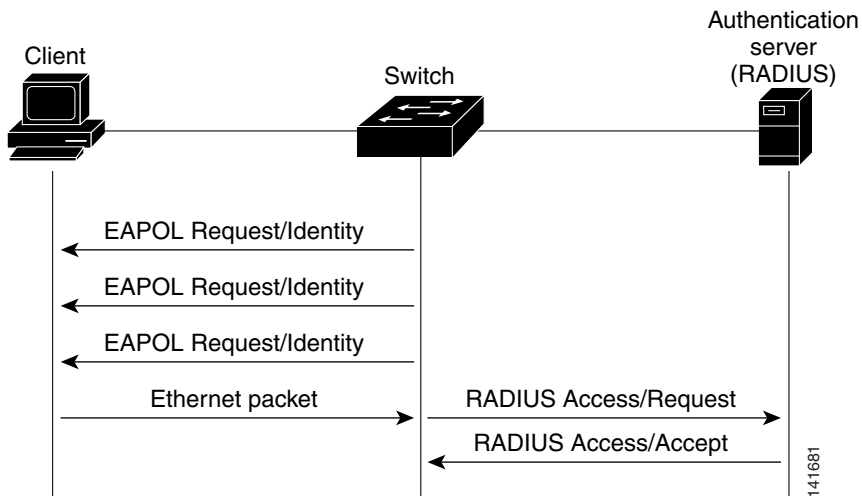 Client
Switch
Authentication
server
(RADIUS)
EAPOL Request/Identity
EAPOL Request/Identity
EAPOL Request/Identity
Ethernet packet
RADIUS Access/Request
RADIUS Access/Accept
141681